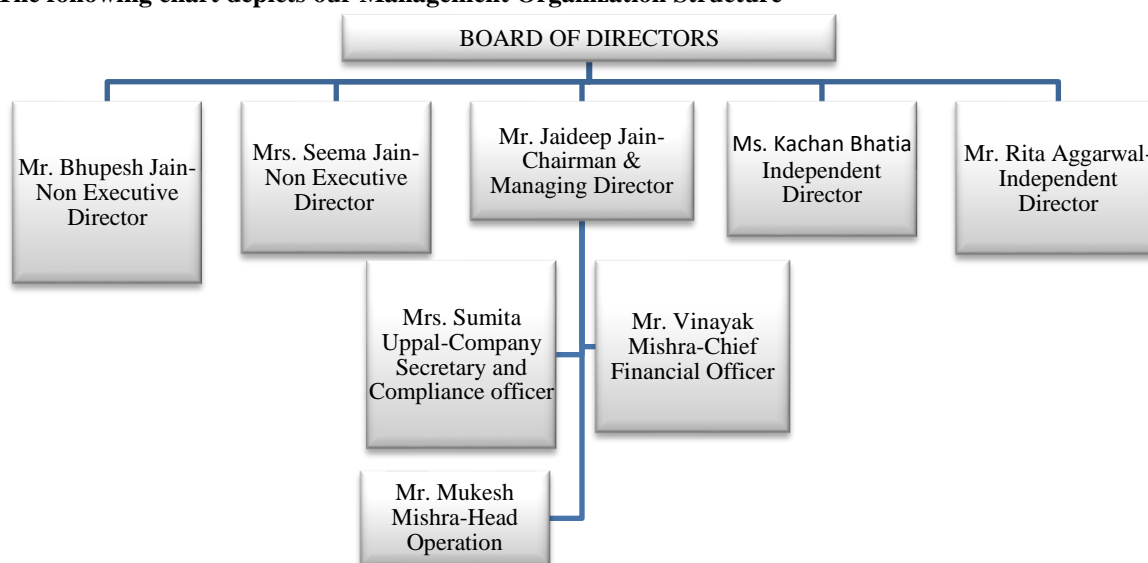 The following chart depicts our Management Organization Structure
BOARD OF DIRECTORS
Mr. Bhupesh Jain-
Non Executive
Director
Mrs. Seema Jain-
Non Executive
Director
Mr. Jaideep Jain-
Chairman &
Managing Director
Ms. Kachan Bhatia
Independent
Director
Mr. Rita Aggarwal-
Independent
Director
Mrs. Sumita
Uppal-Company
Secretary and
Compliance officer
Mr. Vinayak
Mishra-Chief
Financial Officer
Mr. Mukesh
Mishra-Head
Operation